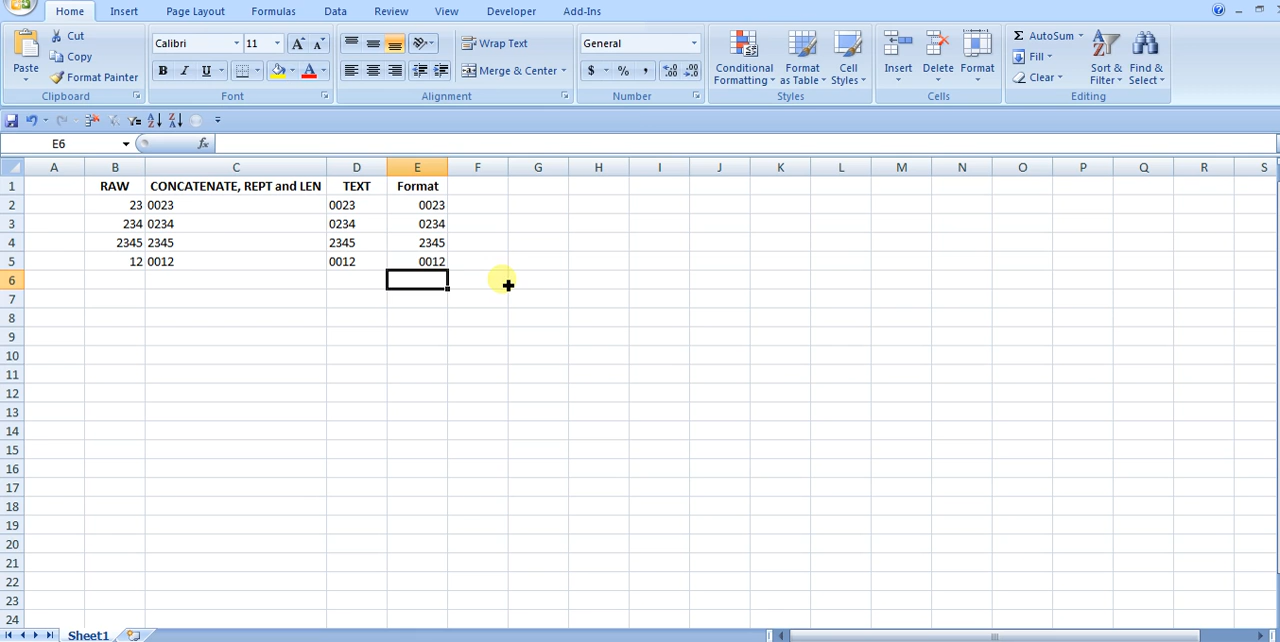 Home Insert Page Layout Formulas Data Review View Developer Add-Ins
Cut
Copy
Format Painter
Paste
Clipboard
Calibri 11
B I U
Font
Wrap Text
Merge & Center
Alignment
General
$ % ,
Number
Conditional Formatting
Format as Table
Cell Styles
Styles
Insert Delete Format
Cells
AutoSum
Fill
Clear
Sort & Filter
Find & Select
Editing
E6 fx
A B C D E F G H I J K L M N O P Q R S
1 RAW CONCATENATE, REPT and LEN TEXT Format
2 23 0023 0023 0023
3 234 0234 0234 0234
4 2345 2345 2345 2345
5 12 0012 0012 0012
6
7
8
9
10
11
12
13
14
15
16
17
18
19
20
21
22
23
24
Sheet1